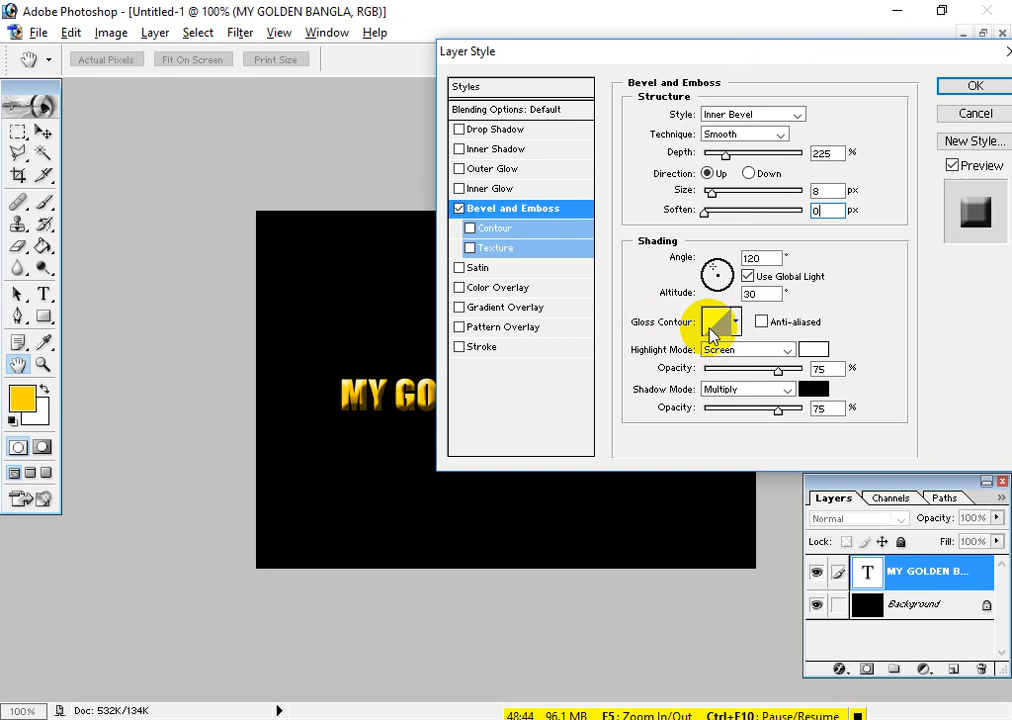 Adobe Photoshop - [Untitled-1 @ 100% (MY GOLDEN BANGLA, RGB)]
File Edit Image Layer Select Filter View Window Help
Actual Pixels Fit On Screen Print Size
Layer Style
Styles
Blending Options: Default
Drop Shadow
Inner Shadow
Outer Glow
Inner Glow
Bevel and Emboss
Contour
Texture
Satin
Color Overlay
Gradient Overlay
Pattern Overlay
Stroke
Bevel and Emboss
Structure
Style: Inner Bevel
Technique: Smooth
Depth: 225 %
Direction: Up Down
Size: 8 px
Soften: 0 px
Shading
Angle: 120 °
Use Global Light
Altitude: 30 °
Gloss Contour: Anti-aliased
Highlight Mode: Screen
Opacity: 75 %
Shadow Mode: Multiply
Opacity: 75 %
OK
Cancel
New Style...
Preview
MY GO
Layers Channels Paths
Normal Opacity: 100%
Lock: Fill: 100%
T MY GOLDEN B...
Background
100% Doc: 532K/134K
48:44 96.1 MB F5: Zoom In/Out Ctrl+F10: Pause/Resume